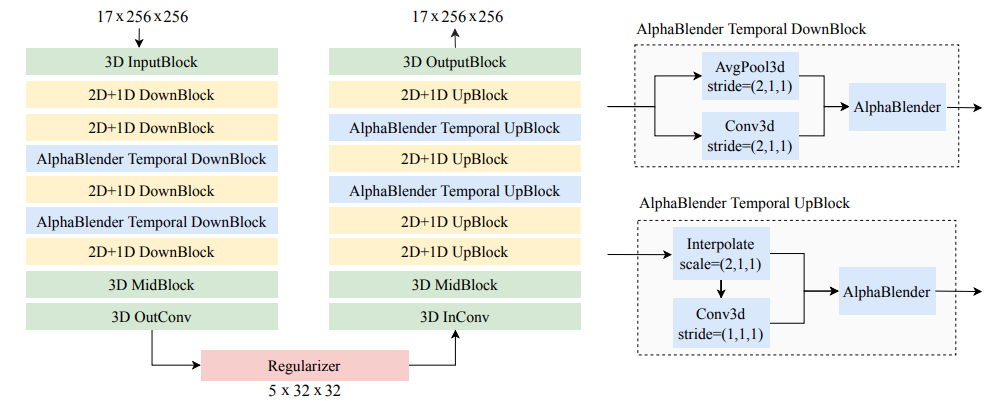 17 x 256 x 256
3D InputBlock
2D+1D DownBlock
2D+1D DownBlock
AlphaBlender Temporal DownBlock
2D+1D DownBlock
AlphaBlender Temporal DownBlock
2D+1D DownBlock
3D MidBlock
3D OutConv
17 x 256 x 256
3D OutputBlock
2D+1D UpBlock
AlphaBlender Temporal UpBlock
2D+1D UpBlock
AlphaBlender Temporal UpBlock
2D+1D UpBlock
2D+1D UpBlock
3D MidBlock
3D InConv
Regularizer
5 x 32 x 32
AlphaBlender Temporal DownBlock
AvgPool3d
stride=(2,1,1)
Conv3d
stride=(2,1,1)
AlphaBlender
AlphaBlender Temporal UpBlock
Interpolate
scale=(2,1,1)
Conv3d
stride=(1,1,1)
AlphaBlender